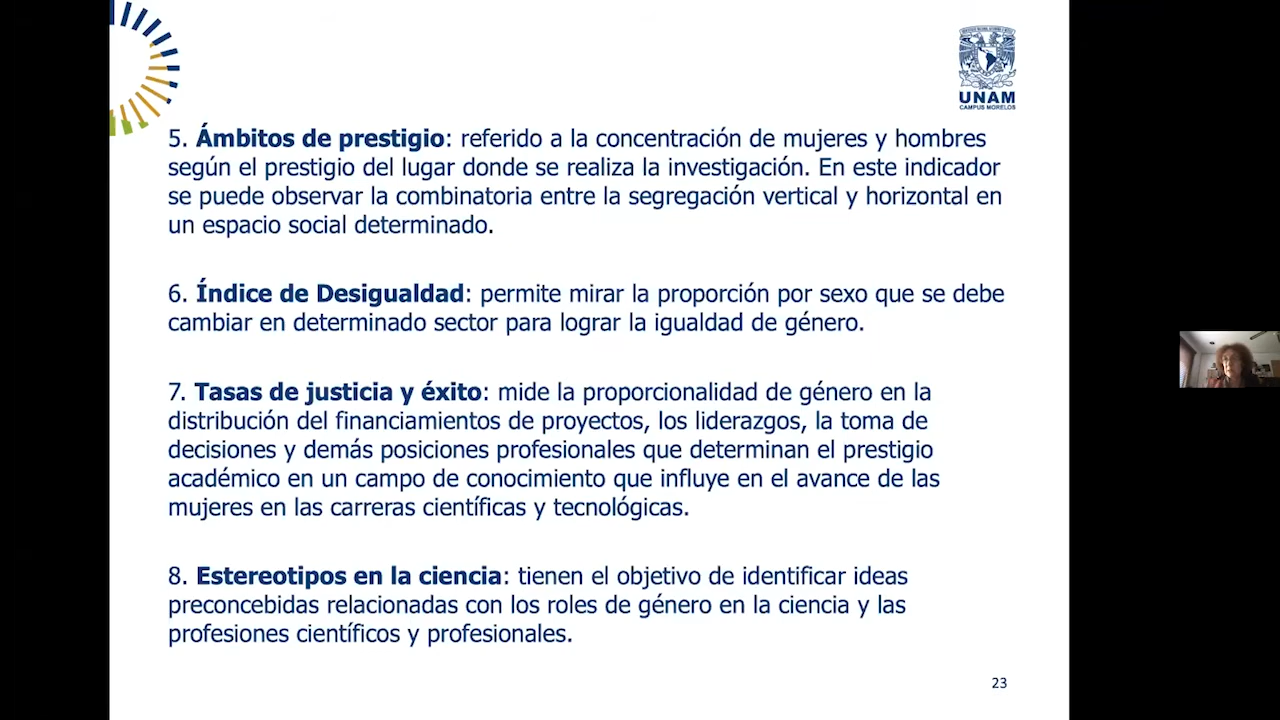 UNAM
CAMPUS MORELOS
5. Ámbitos de prestigio: referido a la concentración de mujeres y hombres
según el prestigio del lugar donde se realiza la investigación. En este indicador
se puede observar la combinatoria entre la segregación vertical y horizontal en
un espacio social determinado.
6. Índice de Desigualdad: permite mirar la proporción por sexo que se debe
cambiar en determinado sector para lograr la igualdad de género.
7. Tasas de justicia y éxito: mide la proporcionalidad de género en la
distribución del financiamientos de proyectos, los liderazgos, la toma de
decisiones y demás posiciones profesionales que determinan el prestigio
académico en un campo de conocimiento que influye en el avance de las
mujeres en las carreras científicas y tecnológicas.
8. Estereotipos en la ciencia: tienen el objetivo de identificar ideas
preconcebidas relacionadas con los roles de género en la ciencia y las
profesiones científicos y profesionales.
23